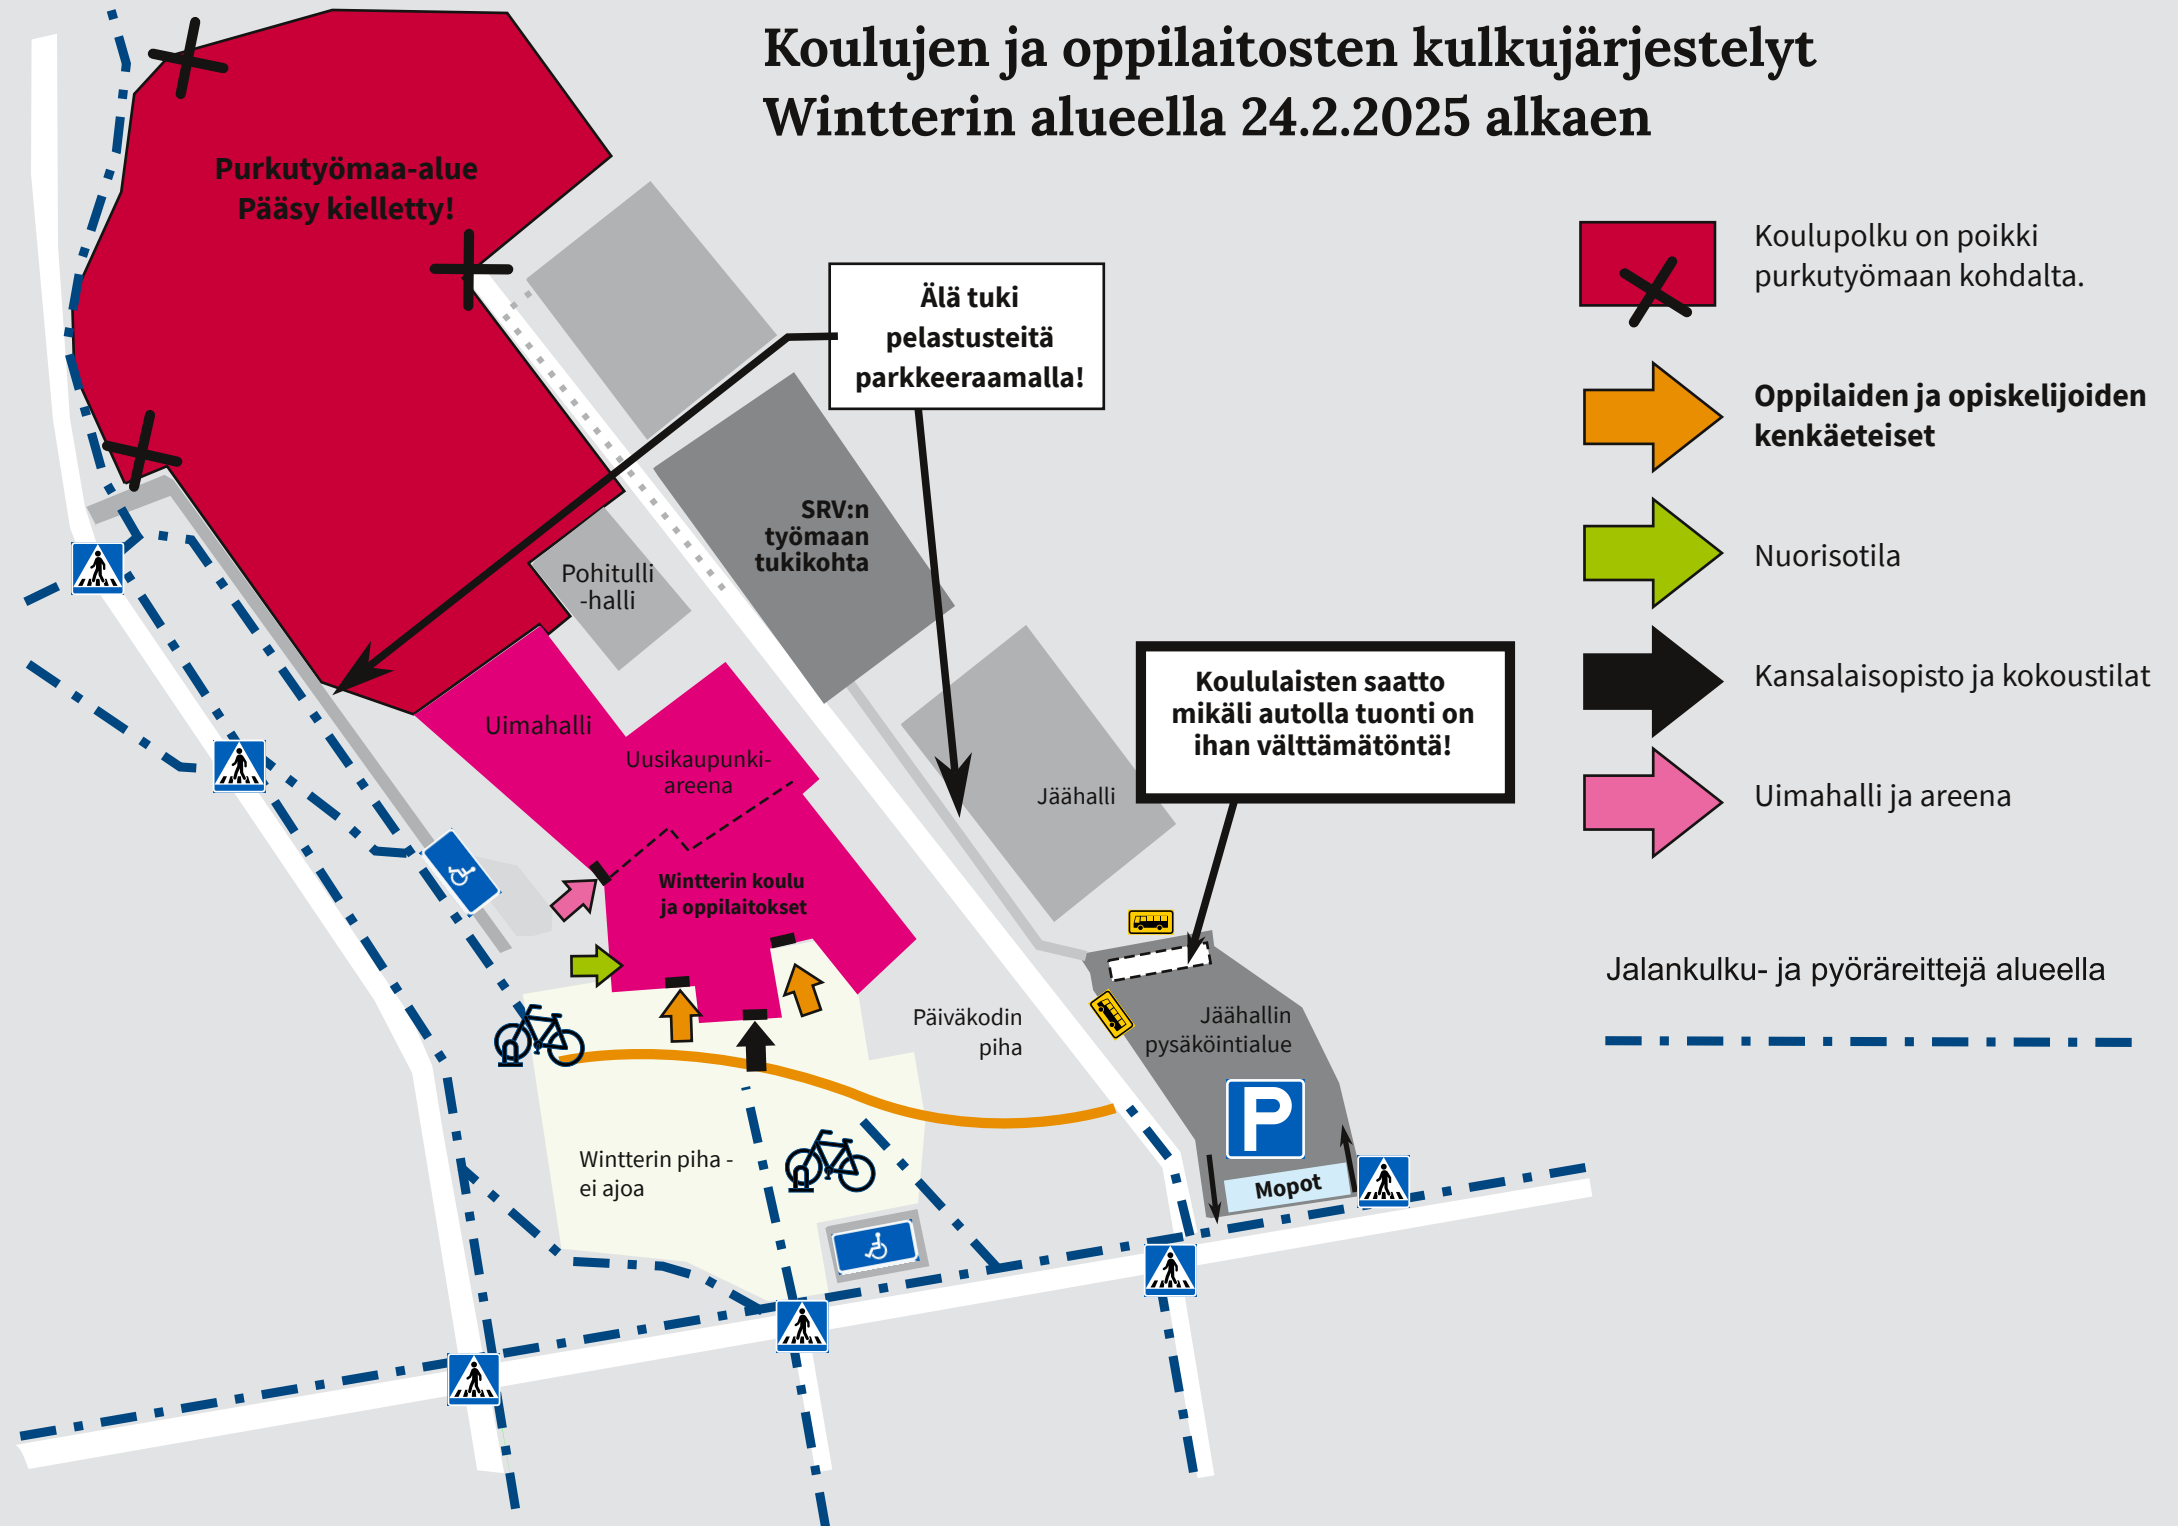 Koulujen ja oppilaitosten kulkujärjestelyt
Wintterin alueella 24.2.2025 alkaen
Purkutyömaa-alue
Pääsy kielletty!
Älä tuki
pelastusteitä
parkkeeraamalla!
SRV:n
työmaan
tukikohta
Pohitulli
-halli
Uimahalli
Uusikaupunki-
areena
Wintterin koulu
ja oppilaitokset
Jäähalli
Koululaisten saatto
mikäli autolla tuonti on
ihan välttämätöntä!
Päiväkodin
piha
Jäähallin
pysäköintialue
P
Mopot
Wintterin piha -
ei ajoa
Koulupolku on poikki
purkutyömaan kohdalta.
Oppilaiden ja opiskelijoiden
kenkäeteiset
Nuorisotila
Kansalaisopisto ja kokoustilat
Uimahalli ja areena
Jalankulku- ja pyöräreittejä alueella